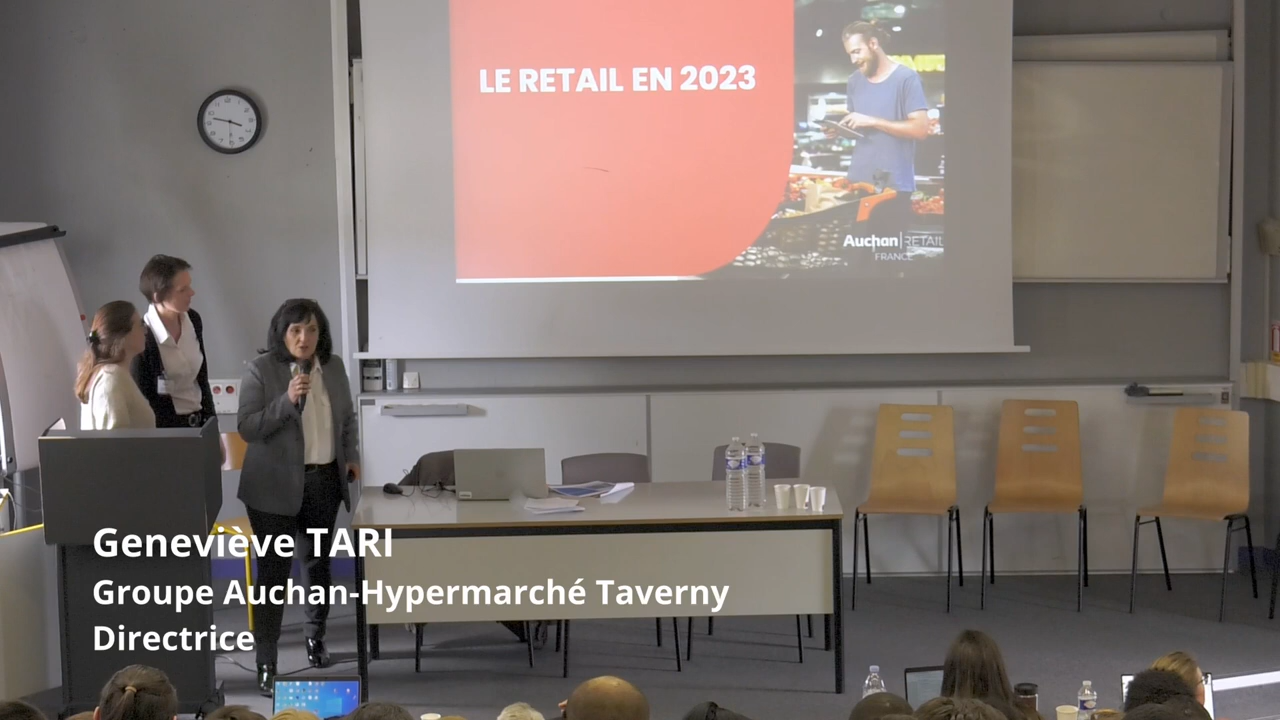 LE RETAIL EN 2023
Auchan RETAIL
FRANCE
Geneviève TARI
Groupe Auchan-Hypermarché Taverny
Directrice